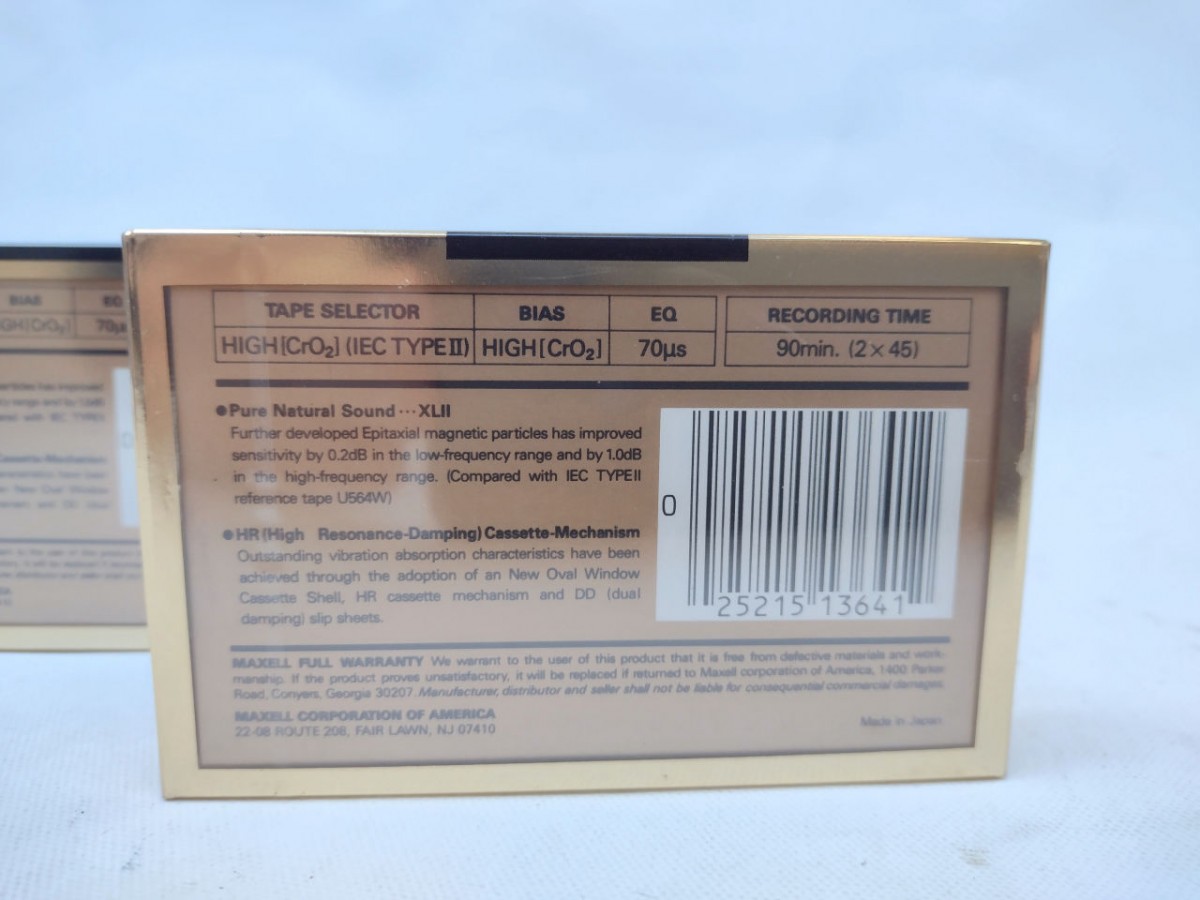 TAPE SELECTOR BIAS EQ RECORDING TIME
HIGH[CrO₂] (IEC TYPE II) HIGH[CrO₂] 70μs 90min. (2×45)
●Pure Natural Sound···XLII
Further developed Epitaxial magnetic particles has improved
sensitivity by 0.2dB in the low-frequency range and by 1.0dB
in the high-frequency range. (Compared with IEC TYPE II
reference tape U564W)
●HR (High Resonance-Damping) Cassette-Mechanism
Outstanding vibration absorption characteristics have been
achieved through the adoption of an New Oval Window
Cassette Shell, HR cassette mechanism and DD (dual
damping) slip sheets.
0
25215 13641
MAXELL FULL WARRANTY We warrant to the user of this product that it is free from defective materials and work-
manship. If the product proves unsatisfactory, it will be replaced if returned to Maxell corporation of America, 1400 Parker
Road, Conyers, Georgia 30207. Manufacturer, distributor and seller shall not be liable for consequential commercial damages.
MAXELL CORPORATION OF AMERICA
22-08 ROUTE 208, FAIR LAWN, NJ 07410
Made in Japan
BIAS EQ
70μs